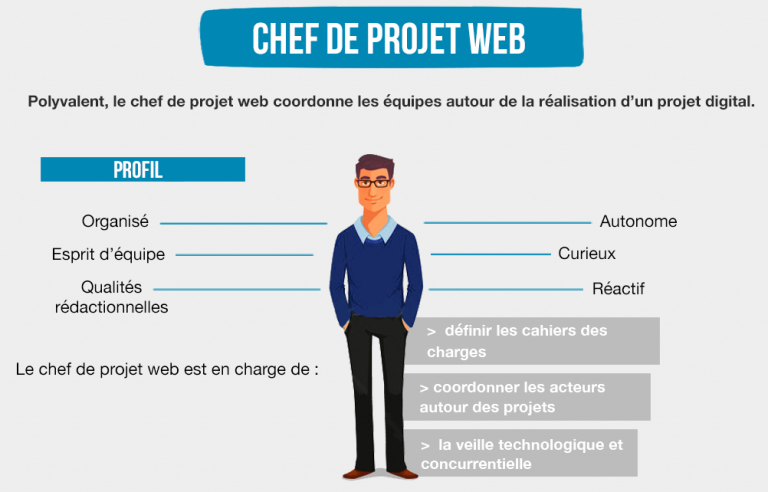 CHEF DE PROJET WEB
Polyvalent, le chef de projet web coordonne les équipes autour de la réalisation d'un projet digital.
PROFIL
Organisé
Autonome
Esprit d'équipe
Curieux
Qualités
rédactionnelles
Réactif
Le chef de projet web est en charge de :
> définir les cahiers des
charges
> coordonner les acteurs
autour des projets
> la veille technologique et
concurrentielle